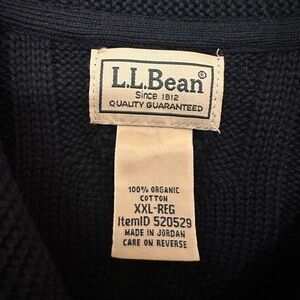 L.L.Bean®
Since 1912
QUALITY GUARANTEED
100% ORGANIC
COTTON
XXL-REG
ItemID 520529
MADE IN JORDAN
CARE ON REVERSE